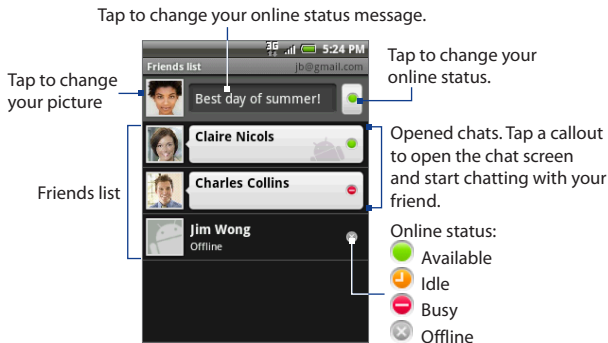 Tap to change your online status message.
3G 5:24 PM
Friends list jb@gmail.com
Tap to change
your picture
Best day of summer!
Tap to change your
online status.
Friends list
Claire Nicols
Charles Collins
Jim Wong
Offline
Opened chats. Tap a callout
to open the chat screen
and start chatting with your
friend.
Online status:
Available
Idle
Busy
Offline